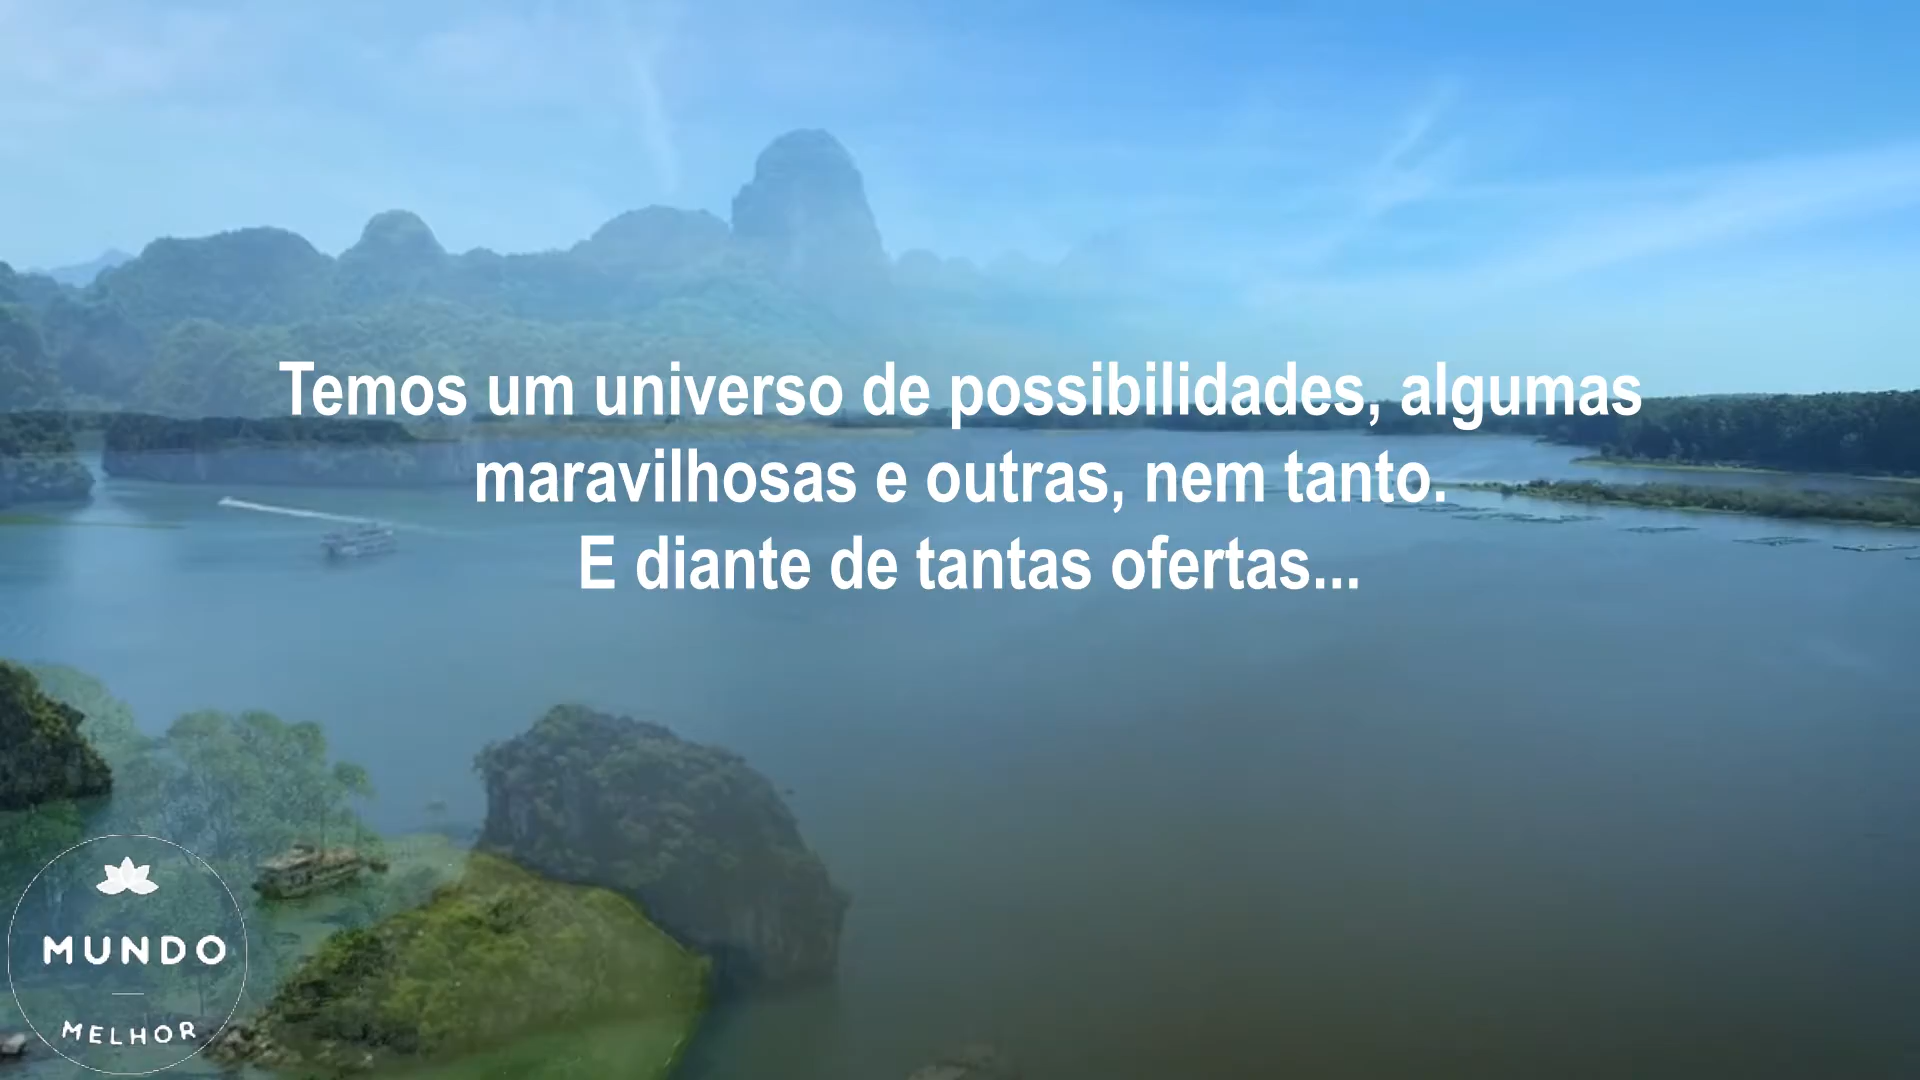 Temos um universo de possibilidades, algumas
maravilhosas e outras, nem tanto.
E diante de tantas ofertas...
MUNDO
MELHOR